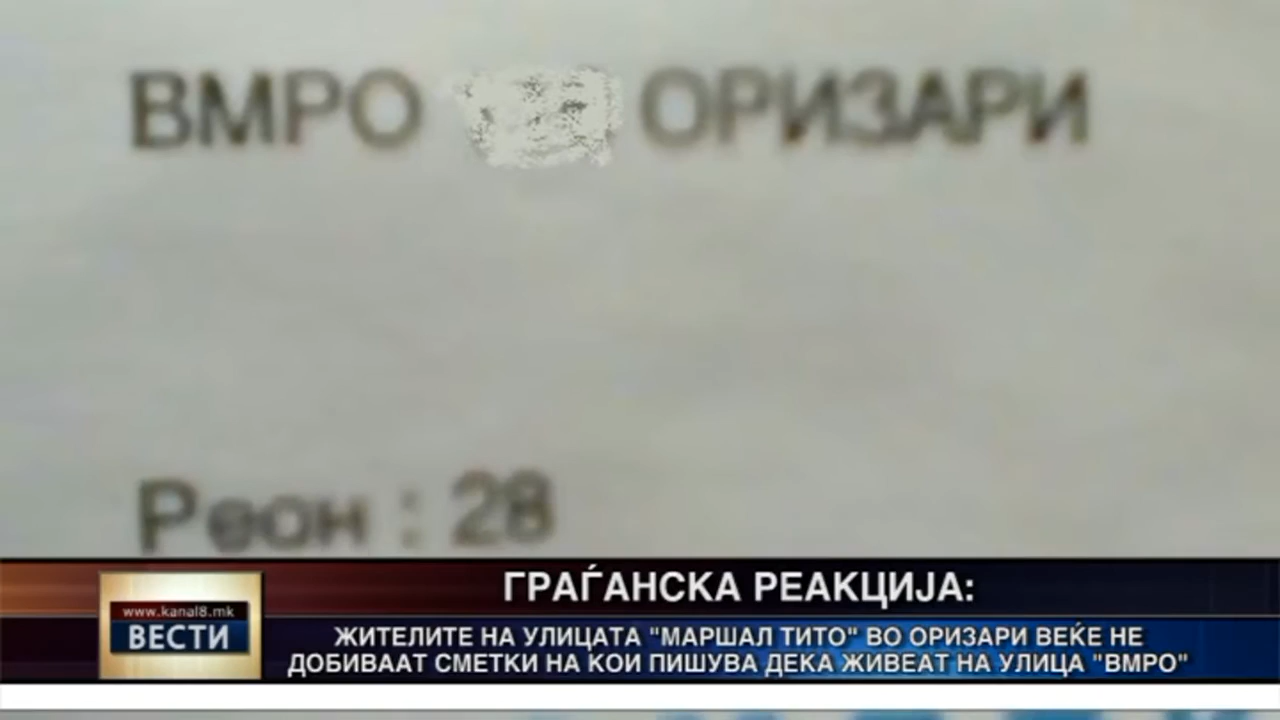 ВМРО ОРИЗАРИ
Реон : 28
ГРАЃАНСКА РЕАКЦИЈА:
www.kanal8.mk
ВЕСТИ
ЖИТЕЛИТЕ НА УЛИЦАТА "МАРШАЛ ТИТО" ВО ОРИЗАРИ ВЕЌЕ НЕ
ДОБИВААТ СМЕТКИ НА КОИ ПИШУВА ДЕКА ЖИВЕАТ НА УЛИЦА "ВМРО"